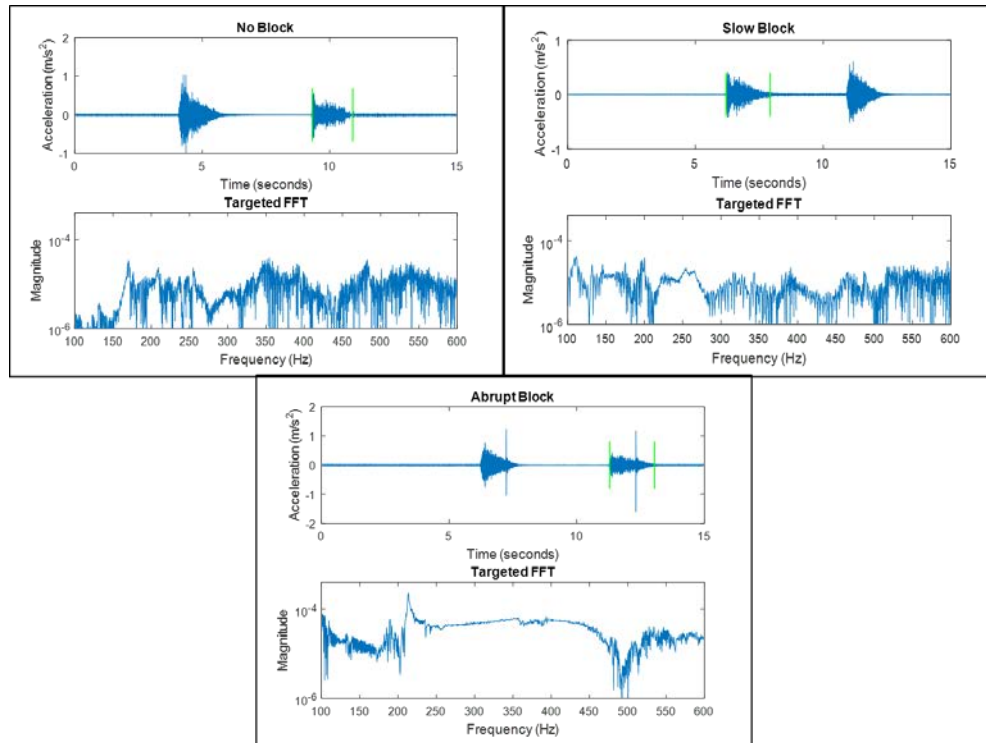 No Block
Acceleration (m/s²)
2
1
0
-1
0 5 10 15
Time (seconds)
Targeted FFT
Magnitude
10⁻⁴
10⁻⁶
100 150 200 250 300 350 400 450 500 550 600
Frequency (Hz)
Slow Block
Acceleration (m/s²)
1
0
-1
0 5 10 15
Time (seconds)
Targeted FFT
Magnitude
10⁻⁴
10⁻⁶
100 150 200 250 300 350 400 450 500 550 600
Frequency (Hz)
Abrupt Block
Acceleration (m/s²)
2
1
0
-1
-2
0 5 10 15
Time (seconds)
Targeted FFT
Magnitude
10⁻⁴
10⁻⁶
100 150 200 250 300 350 400 450 500 550 600
Frequency (Hz)